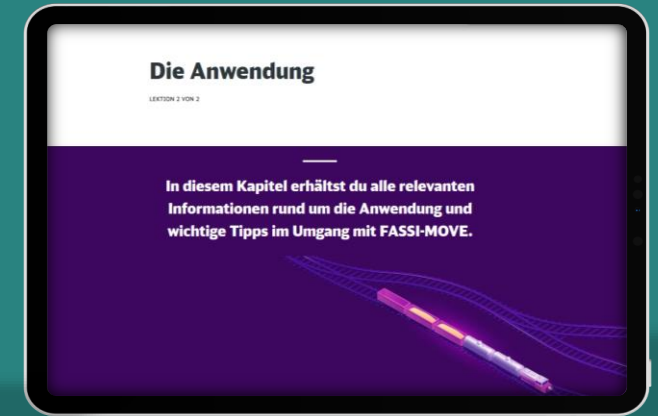 Die Anwendung
LEKTION 2 VON 2
In diesem Kapitel erhältst du alle relevanten
Informationen rund um die Anwendung und
wichtige Tipps im Umgang mit FASSI-MOVE.